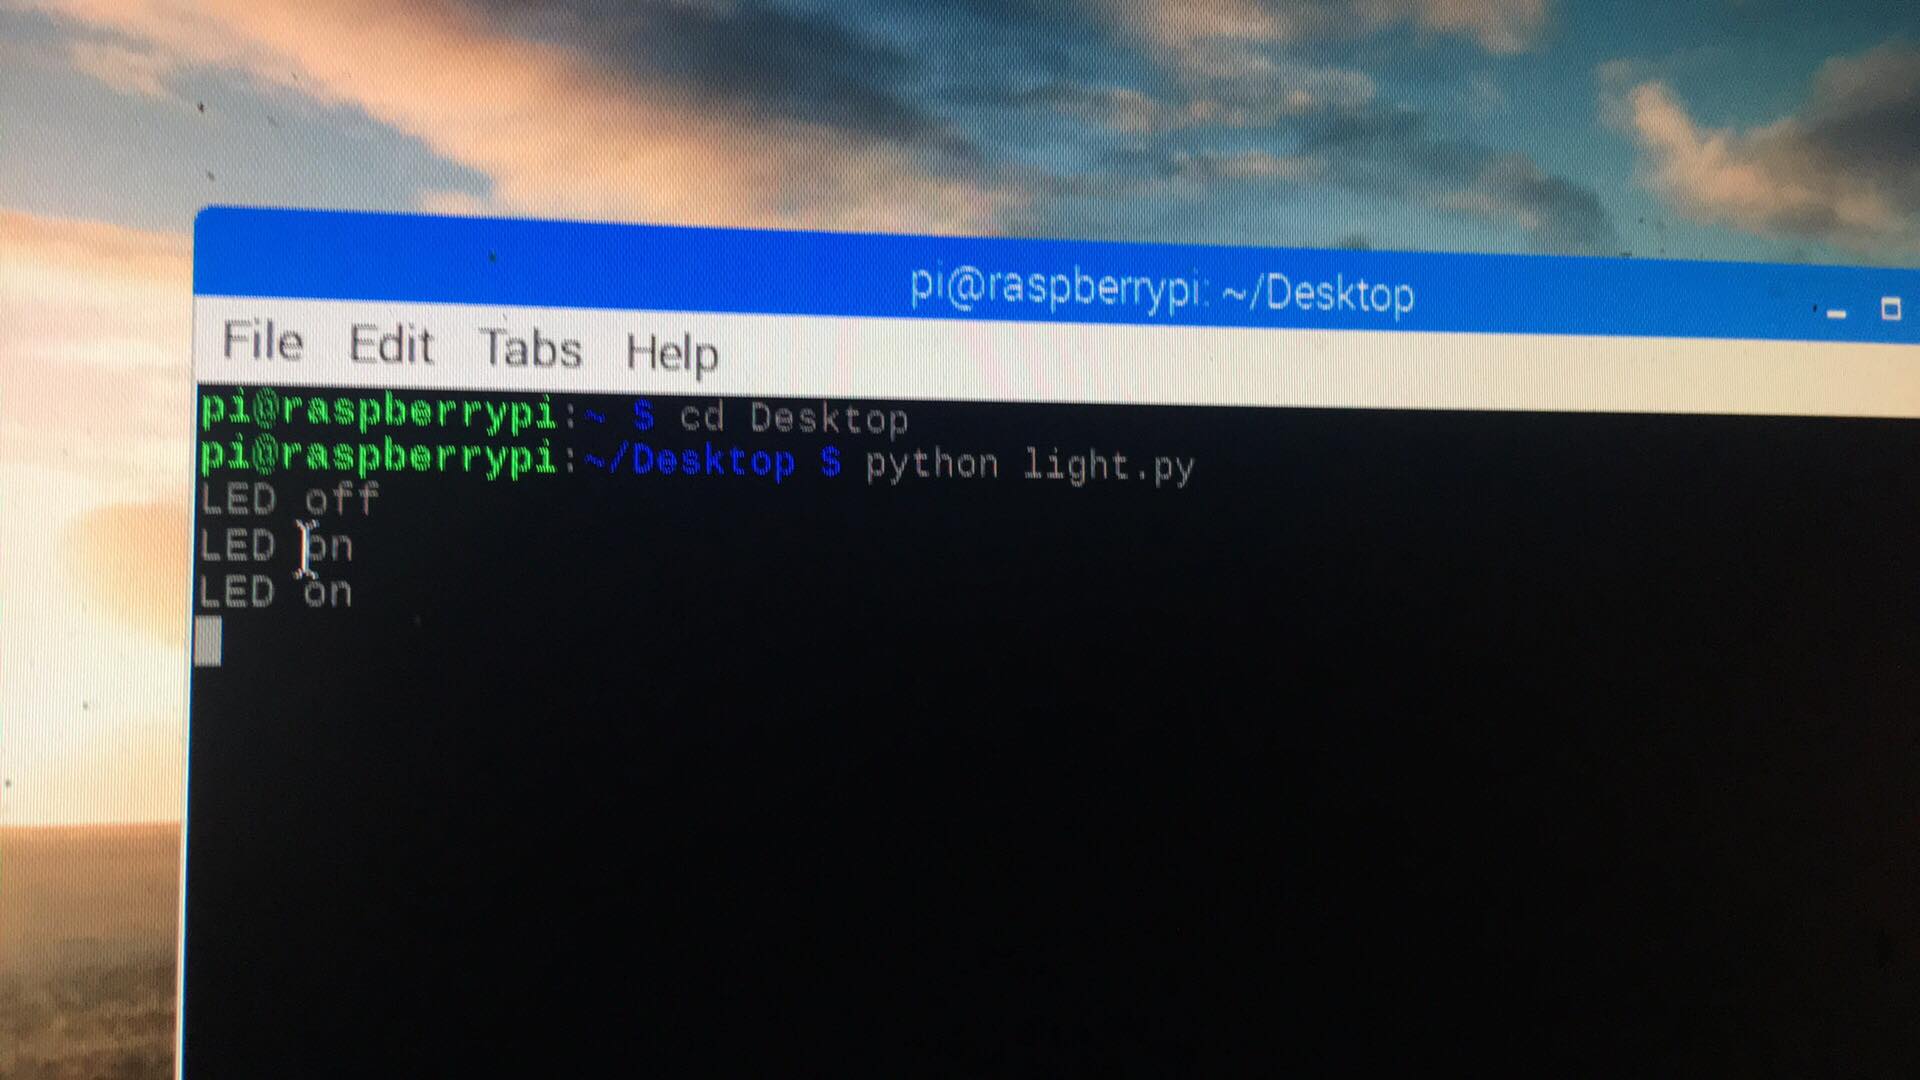 pi@raspberrypi: ~/Desktop
File Edit Tabs Help
pi@raspberrypi:~ $ cd Desktop
pi@raspberrypi:~/Desktop $ python light.py
LED off
LED on
LED on